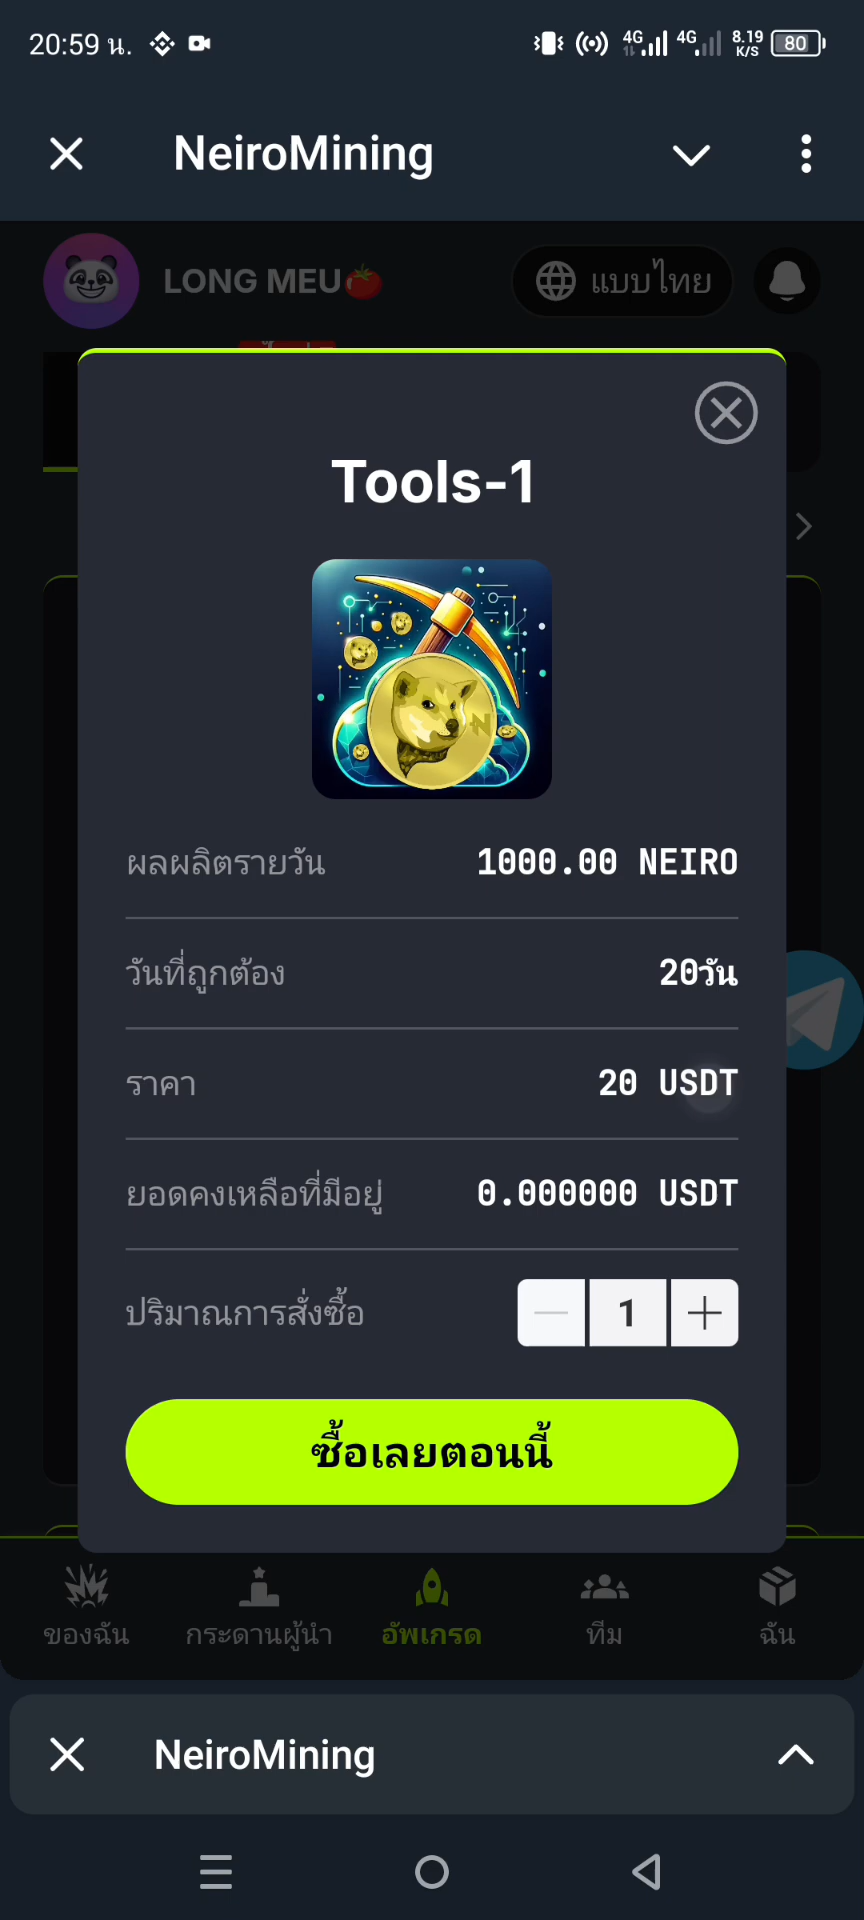 20:59 น.
4G 4G 8.19 K/S 80
NeiroMining
LONG MEU🍅
แบบไทย
Tools-1
ผลผลิตรายวัน 1000.00 NEIRO
วันที่ถูกต้อง 20วัน
ราคา 20 USDT
ยอดคงเหลือที่มีอยู่ 0.000000 USDT
ปริมาณการสั่งซื้อ 1
ซื้อเลยตอนนี้
ของฉัน กระดานผู้นำ อัพเกรด ทีม ฉัน
NeiroMining